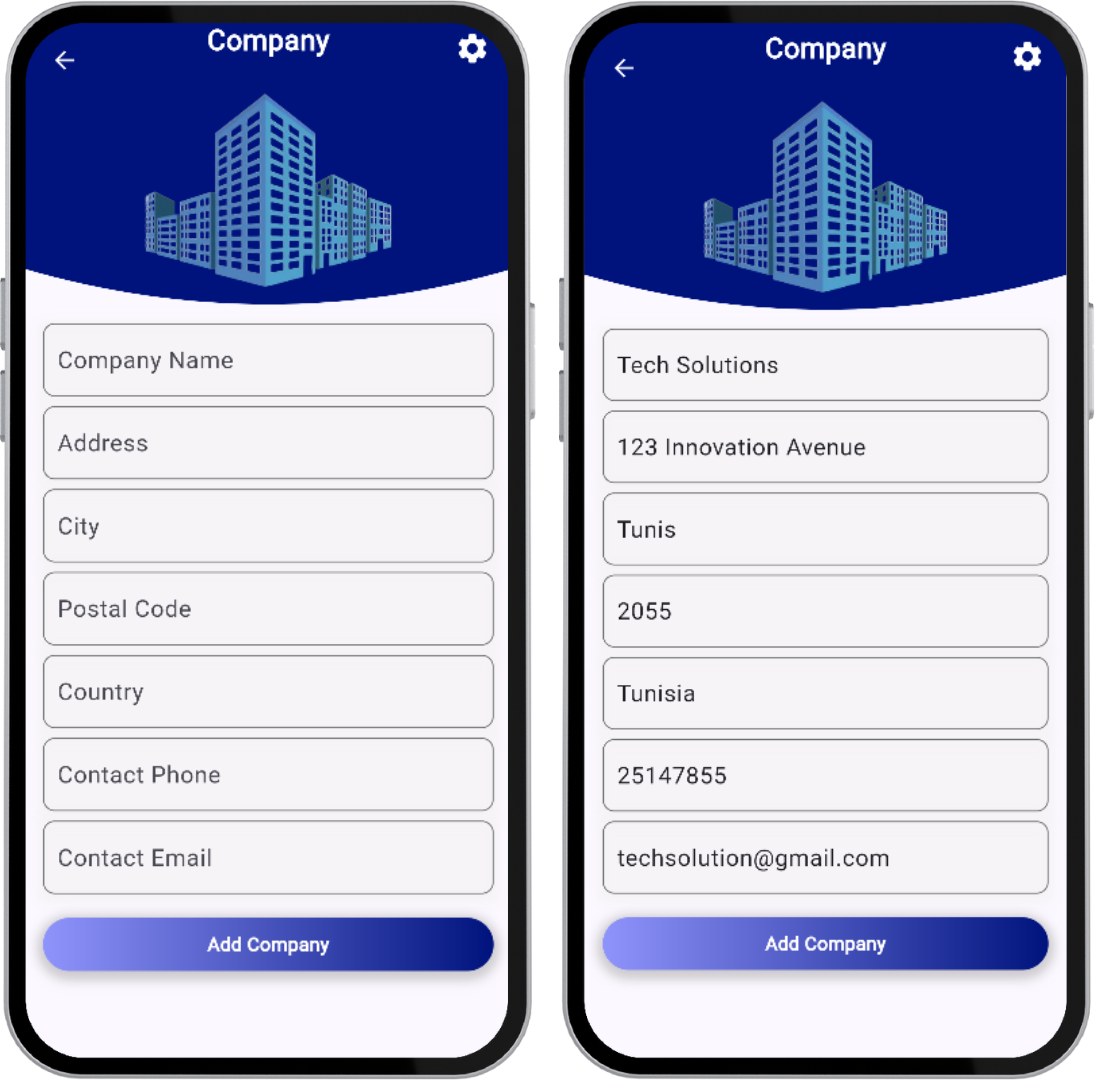 Company
Company Name
Address
City
Postal Code
Country
Contact Phone
Contact Email
Add Company
Company
Tech Solutions
123 Innovation Avenue
Tunis
2055
Tunisia
25147855
techsolution@gmail.com
Add Company